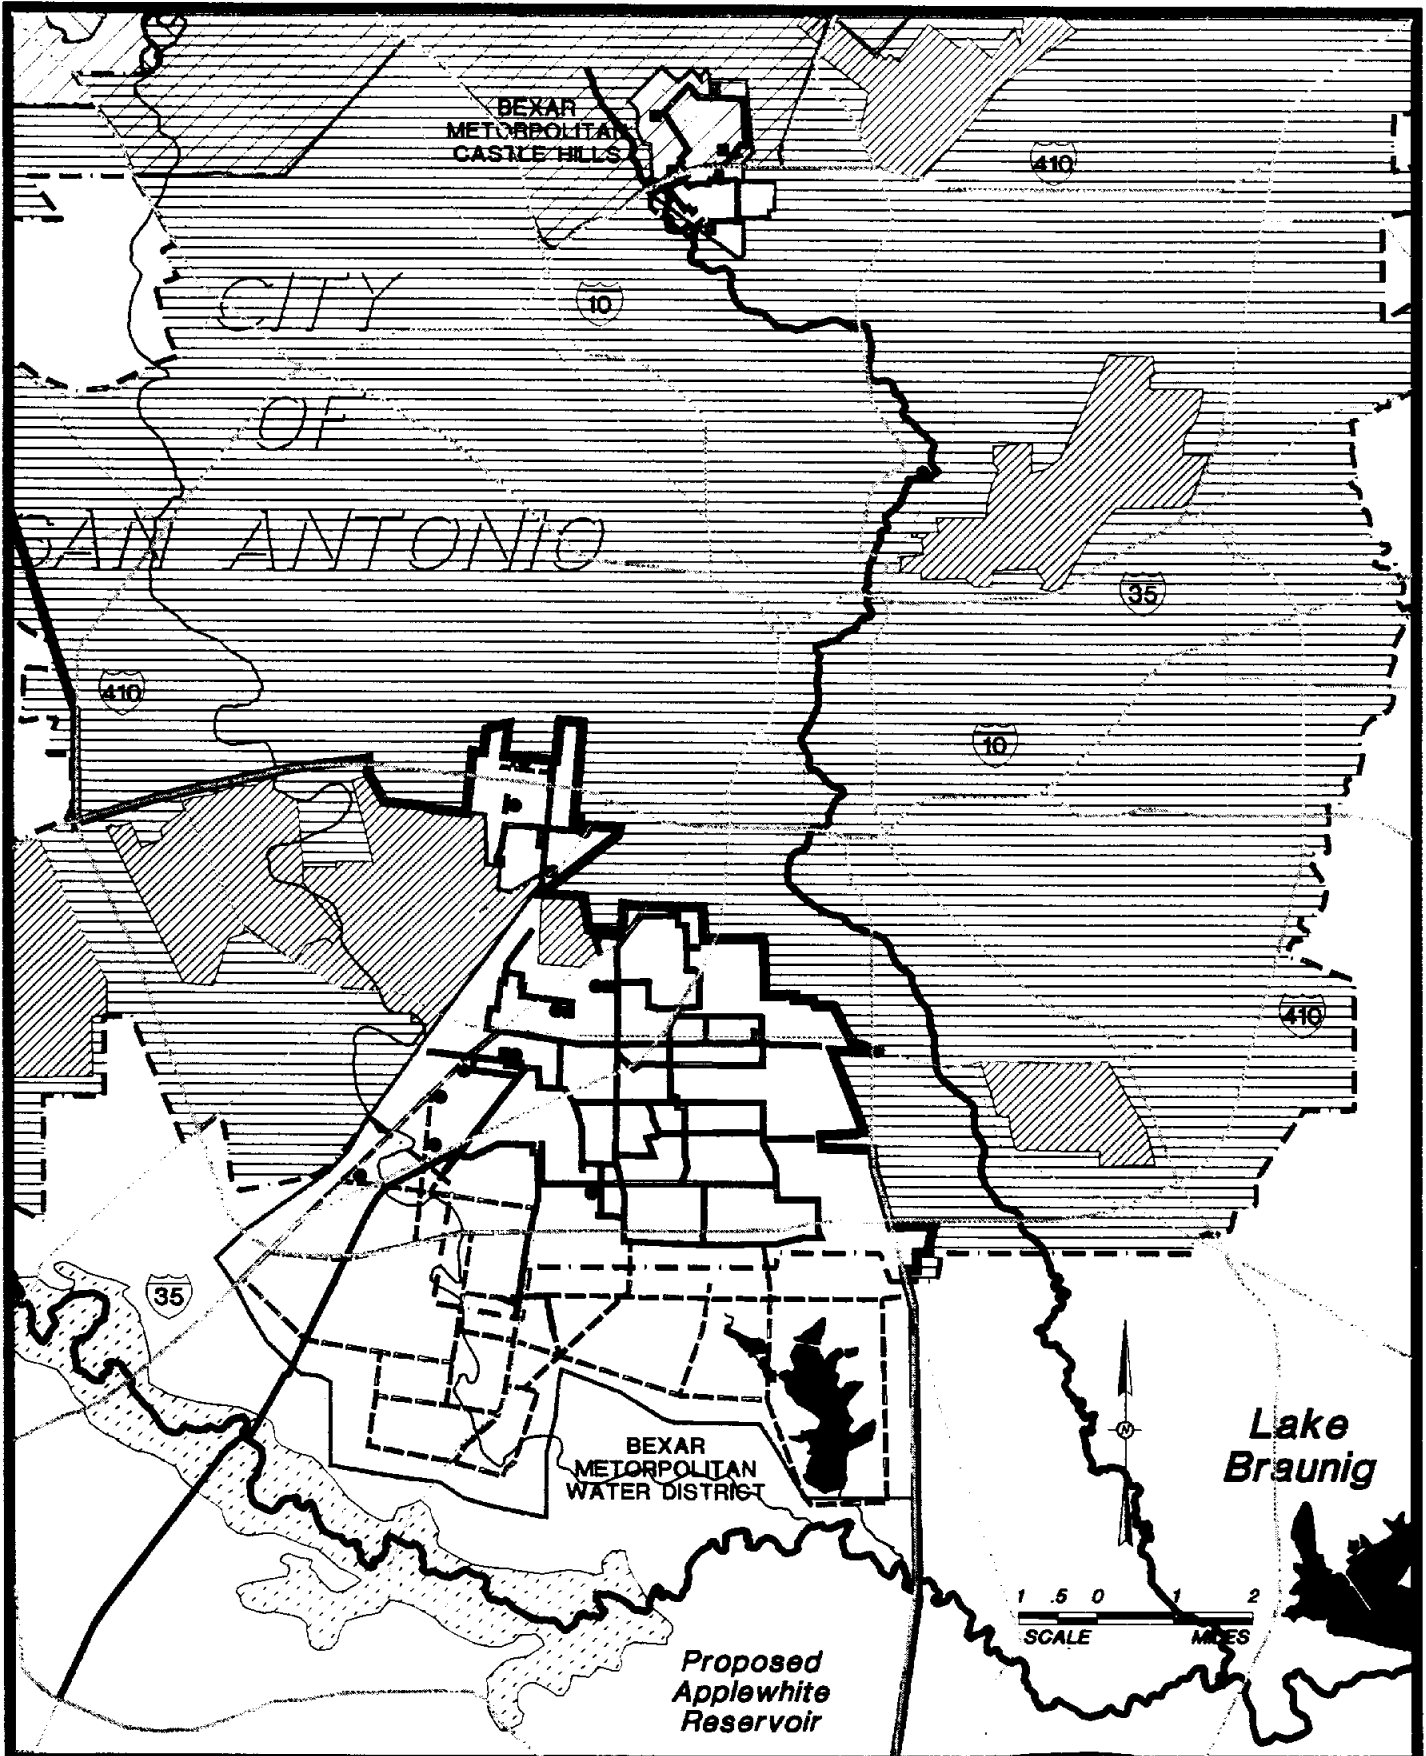 BEXAR
METORPOLITAN
CASTLE HILLS
410
CITY
10
OF
SAN ANTONIO
35
410
10
410
35
BEXAR
METORPOLITAN
WATER DISTRICT
N
Lake
Braunig
1 .5 0 1 2
SCALE MILES
Proposed
Applewhite
Reservoir